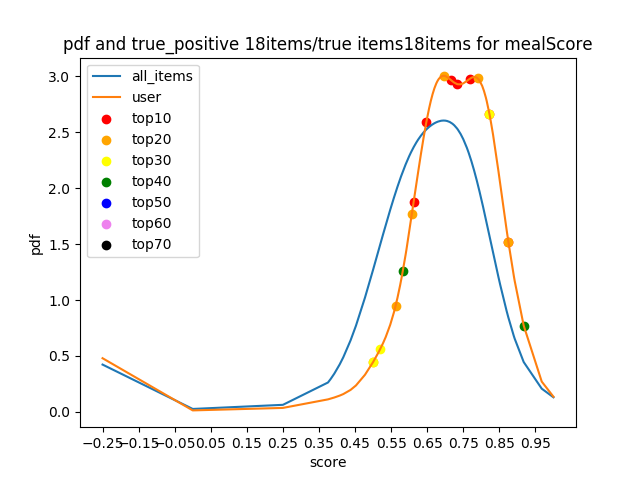 pdf and true_positive 18items/true items18items for mealScore
all_items
user
top10
top20
top30
top40
top50
top60
top70
pdf
3.0
2.5
2.0
1.5
1.0
0.5
0.0
−0.25 −0.15 −0.05 0.05 0.15 0.25 0.35 0.45 0.55 0.65 0.75 0.85 0.95
score